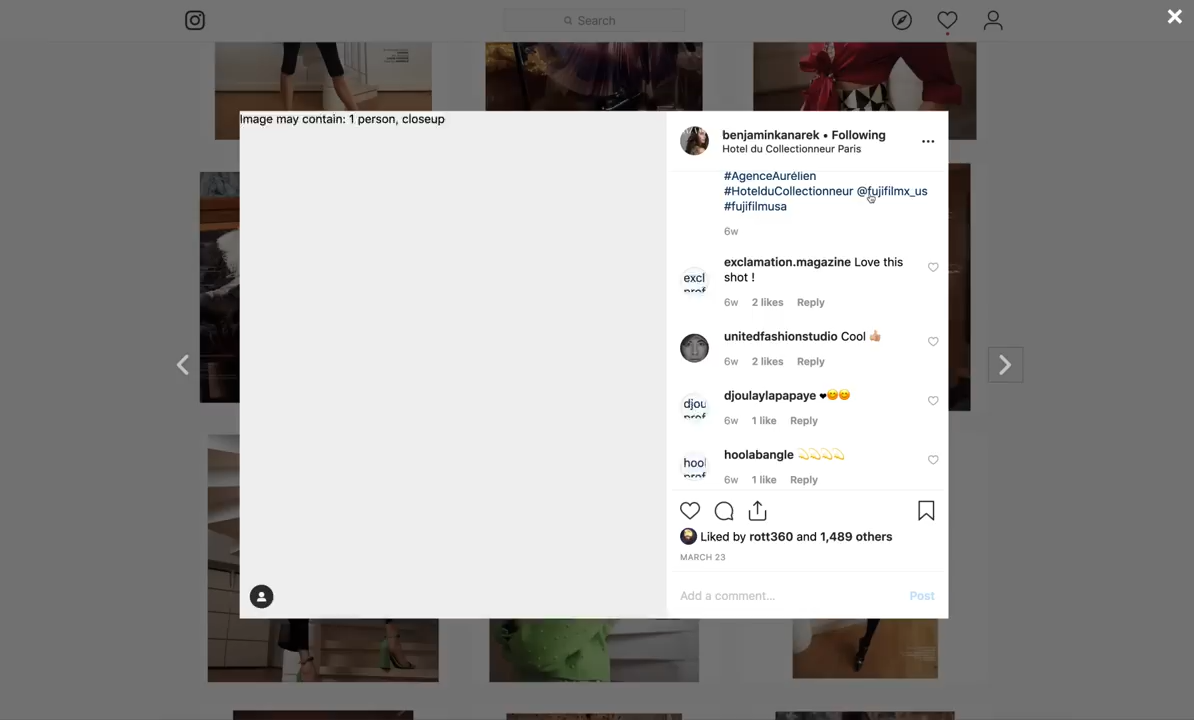 Search
Image may contain: 1 person, closeup
benjaminkanarek • Following
Hotel du Collectionneur Paris
#AgenceAurélien
#HotelduCollectionneur @fujifilmx_us
#fujifilmusa
6w
exclamation.magazine Love this
shot !
6w 2 likes Reply
unitedfashionstudio Cool 👍🏼
6w 2 likes Reply
djoulaylapapaye ❤😊😊
6w 1 like Reply
hoolabangle 💫💫💫💫
6w 1 like Reply
Liked by rott360 and 1,489 others
MARCH 23
Add a comment...
Post